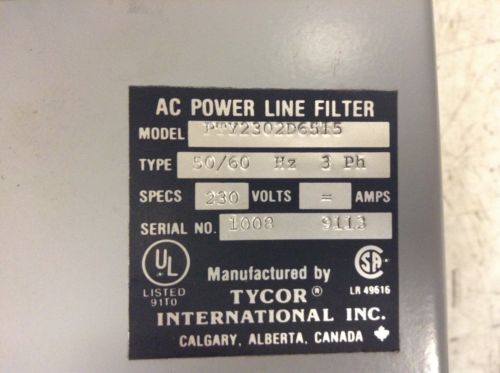 AC POWER LINE FILTER
MODEL PTY2302D6515
TYPE 50/60 Hz 3 Ph
SPECS 230 VOLTS = AMPS
SERIAL NO. 1008 9113
UL ®
LISTED
91T0
Manufactured by
TYCOR®
INTERNATIONAL INC.
CALGARY, ALBERTA, CANADA
SA
LR 49616